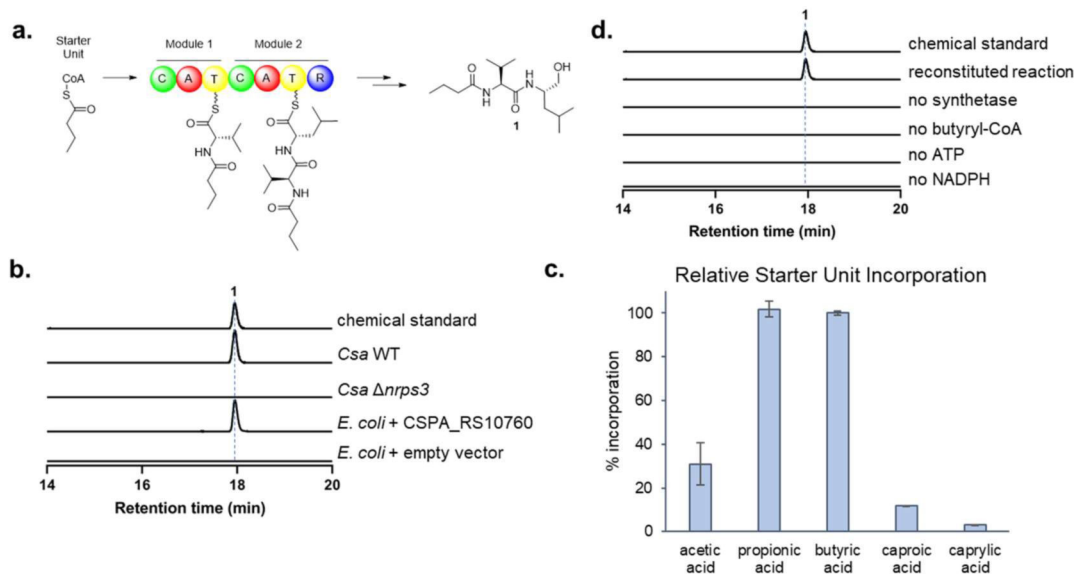 a.
Starter
Unit
Module 1
Module 2
C A T C A T R
CoA
S
O
S
O
NH
O
S
O
NH
O
NH
O
O
N
H
O
H
N
OH
1
b.
1
chemical standard
Csa WT
Csa Δnrps3
E. coli + CSPA_RS10760
E. coli + empty vector
14 16 18 20
Retention time (min)
d.
1
chemical standard
reconstituted reaction
no synthetase
no butyryl-CoA
no ATP
no NADPH
14 16 18 20
Retention time (min)
c.
Relative Starter Unit Incorporation
% incorporation
100
80
60
40
20
0
acetic acid
propionic acid
butyric acid
caproic acid
caprylic acid